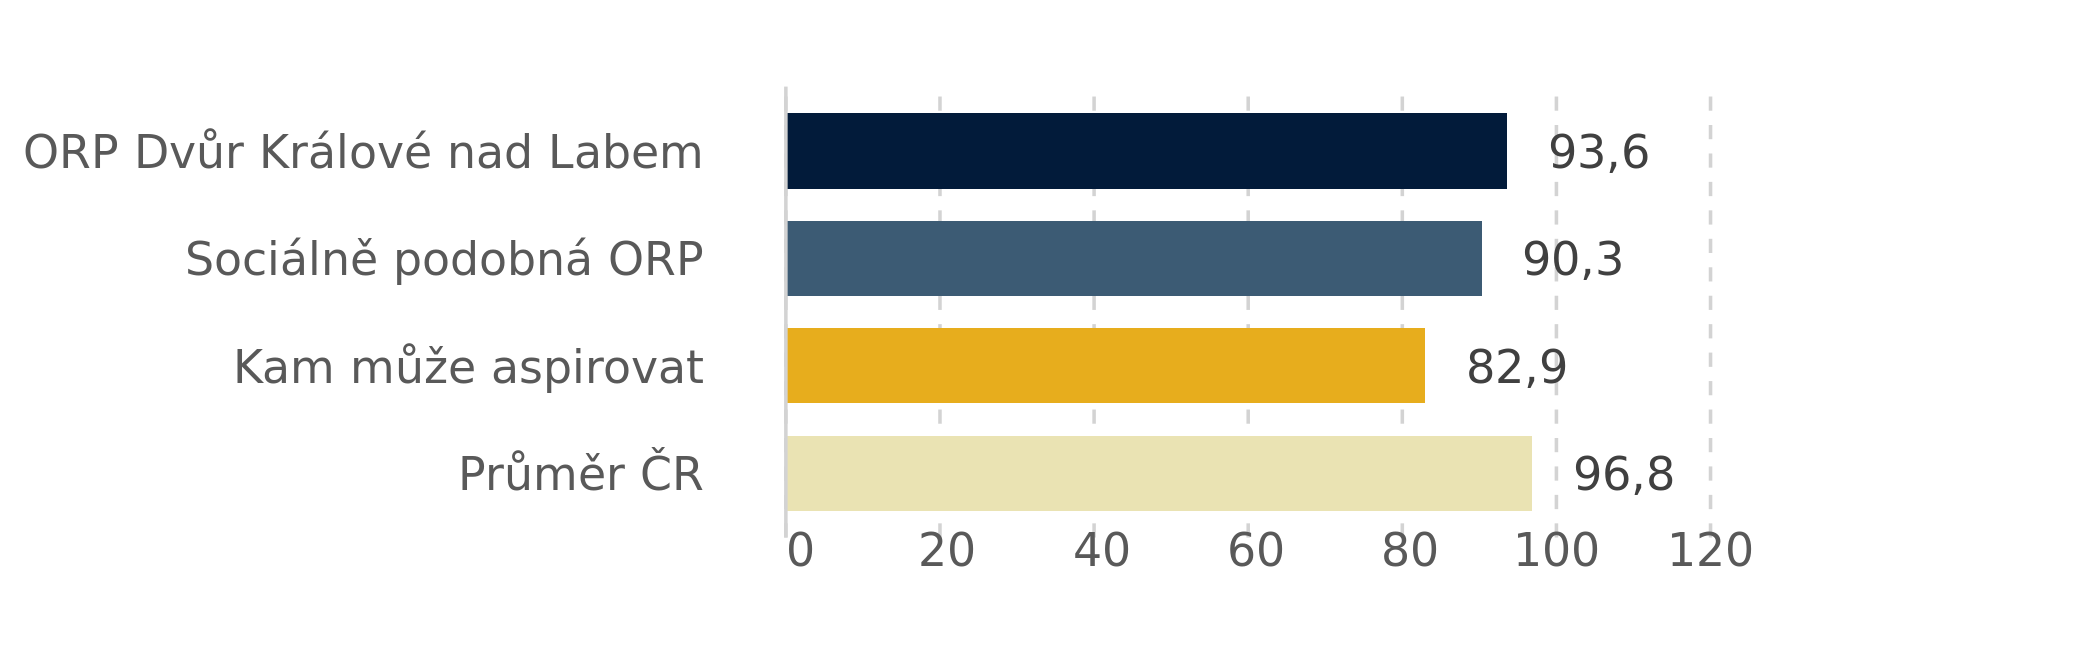 ORP Dvůr Králové nad Labem 93,6
Sociálně podobná ORP 90,3
Kam může aspirovat 82,9
Průměr ČR 96,8
0 20 40 60 80 100 120